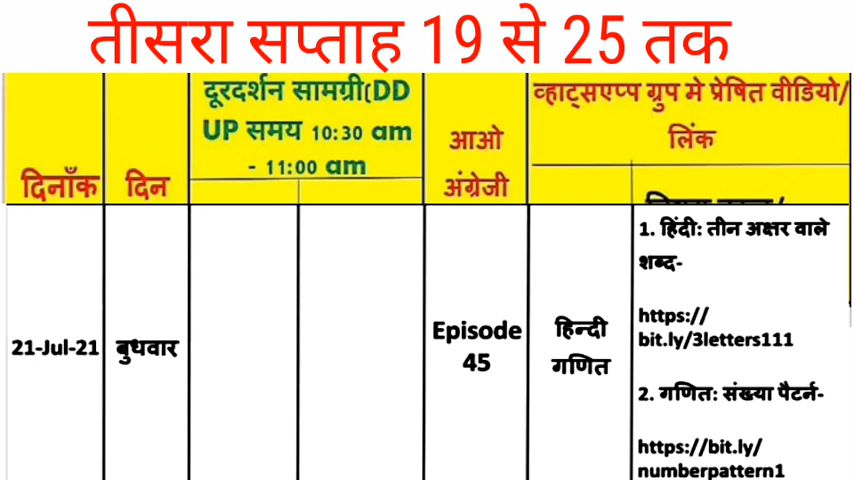 तीसरा सप्ताह 19 से 25 तक
दिनाँक
दिन
दूरदर्शन सामग्री(DD
UP समय 10:30 am
- 11:00 am
आओ
अंग्रेजी
व्हाट्सएप्प ग्रुप मे प्रेषित वीडियो/
लिंक
21-Jul-21
बुधवार
Episode
45
हिन्दी
गणित
1. हिंदी: तीन अक्षर वाले
शब्द-
https://
bit.ly/3letters111
2. गणित: संख्या पैटर्न-
https://bit.ly/
numberpattern1